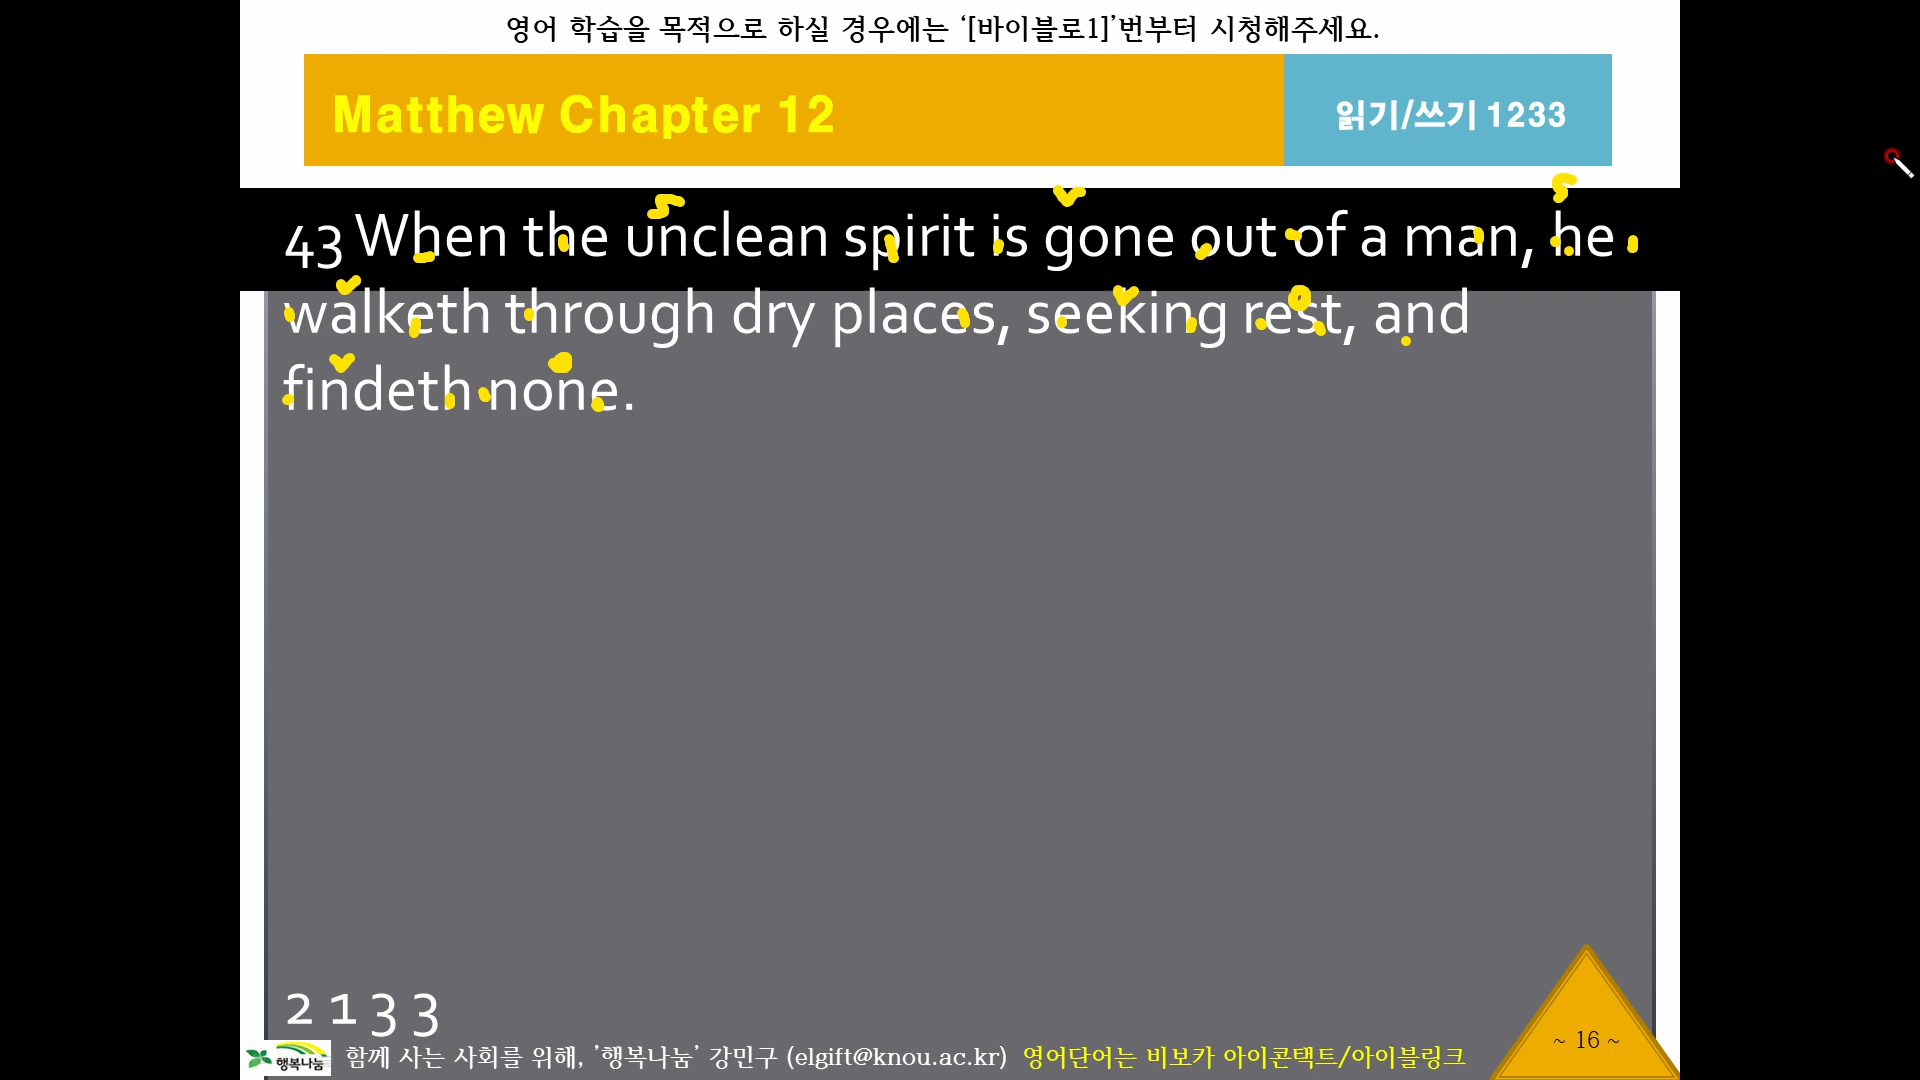 영어 학습을 목적으로 하실 경우에는 ‘[바이블로1]’번부터 시청해주세요.
Matthew Chapter 12
읽기/쓰기 1233
43 When the unclean spirit is gone out of a man, he
walketh through dry places, seeking rest, and
findeth none.
2 1 3 3
~ 16 ~
행복나눔
함께 사는 사회를 위해, ’행복나눔’ 강민구 (elgift@knou.ac.kr) 영어단어는 비보카 아이콘택트/아이블링크